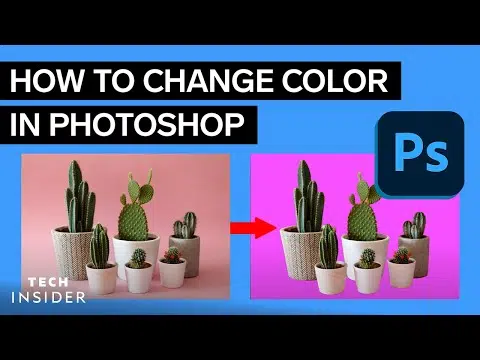 HOW TO CHANGE COLOR
IN PHOTOSHOP
Ps
TECH
INSIDER